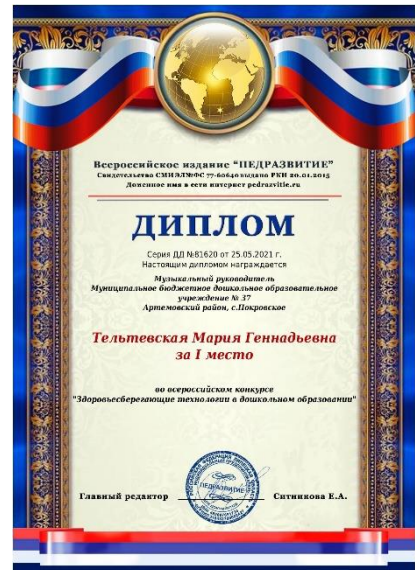 Всероссийское издание "ПЕДРАЗВИТИЕ"
Свидетельство СМИ ЭЛ№ФС 77-60640 выдано РКН 20.01.2015
Доменное имя в сети интернет pedrazvitie.ru
ДИПЛОМ
Серия ДД №81620 от 25.05.2021 г.
Настоящим дипломом награждается
Музыкальный руководитель
Муниципальное бюджетное дошкольное образовательное
учреждение № 37
Артемовский район, с.Покровское
Тельтевская Мария Геннадьевна
за I место
во всероссийском конкурсе
"Здоровьесберегающие технологии в дошкольном образовании"
ПЕДРАЗВИТИЕ
Главный редактор Ситникова Е.А.